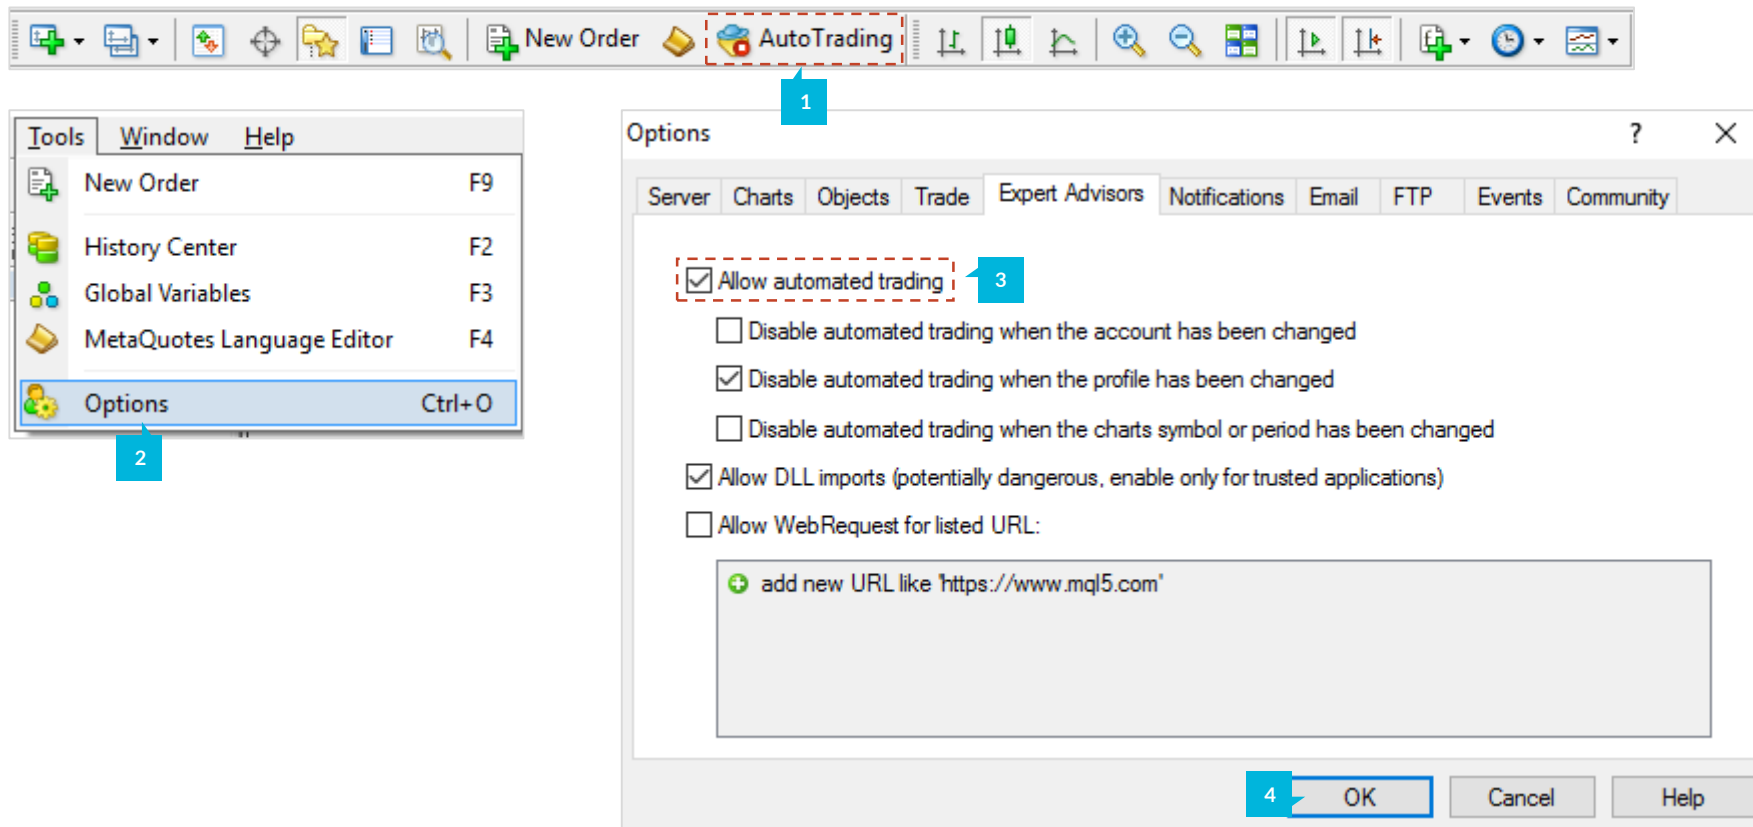 New Order
AutoTrading
1
Tools Window Help
New Order F9
History Center F2
Global Variables F3
MetaQuotes Language Editor F4
Options Ctrl+O
2
Options ?
Server Charts Objects Trade Expert Advisors Notifications Email FTP Events Community
Allow automated trading
3
Disable automated trading when the account has been changed
Disable automated trading when the profile has been changed
Disable automated trading when the charts symbol or period has been changed
Allow DLL imports (potentially dangerous, enable only for trusted applications)
Allow WebRequest for listed URL:
add new URL like 'https://www.mql5.com'
4
OK Cancel Help